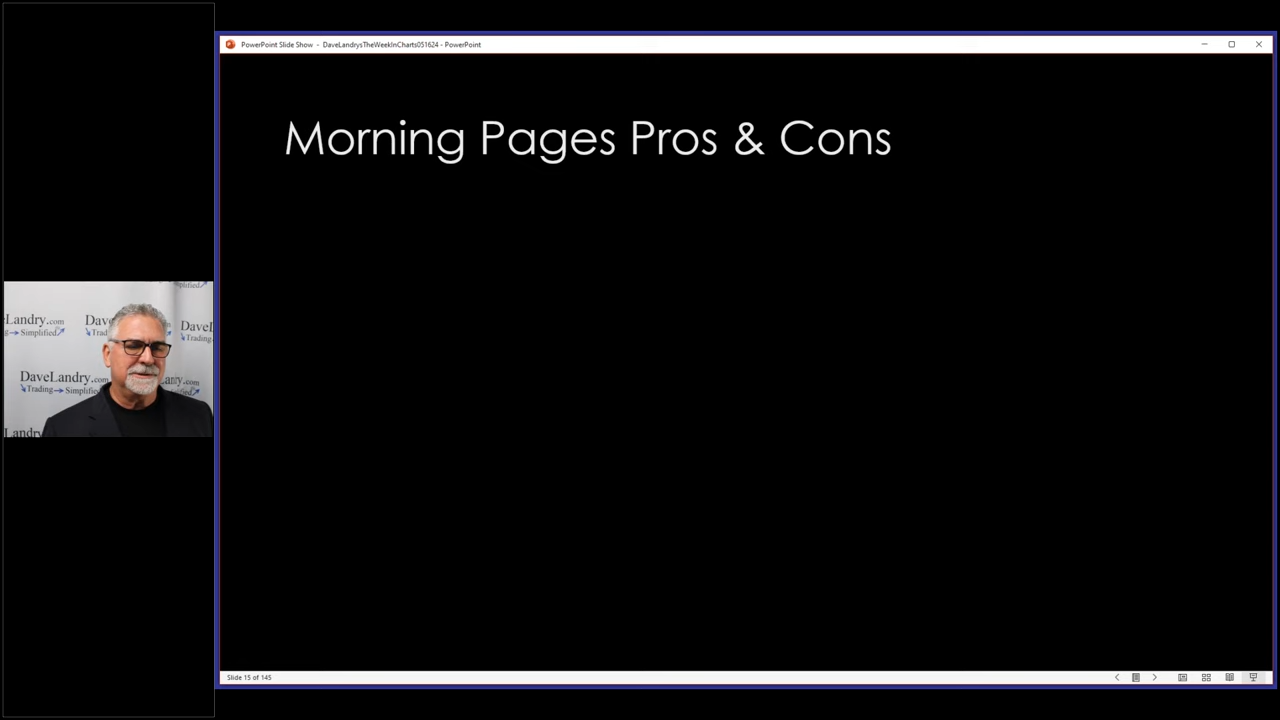 PowerPoint Slide Show - DaveLandrysTheWeekInCharts051624 - PowerPoint
Morning Pages Pros & Cons
DaveLandry.com
Trading Simplified
Slide 15 of 145